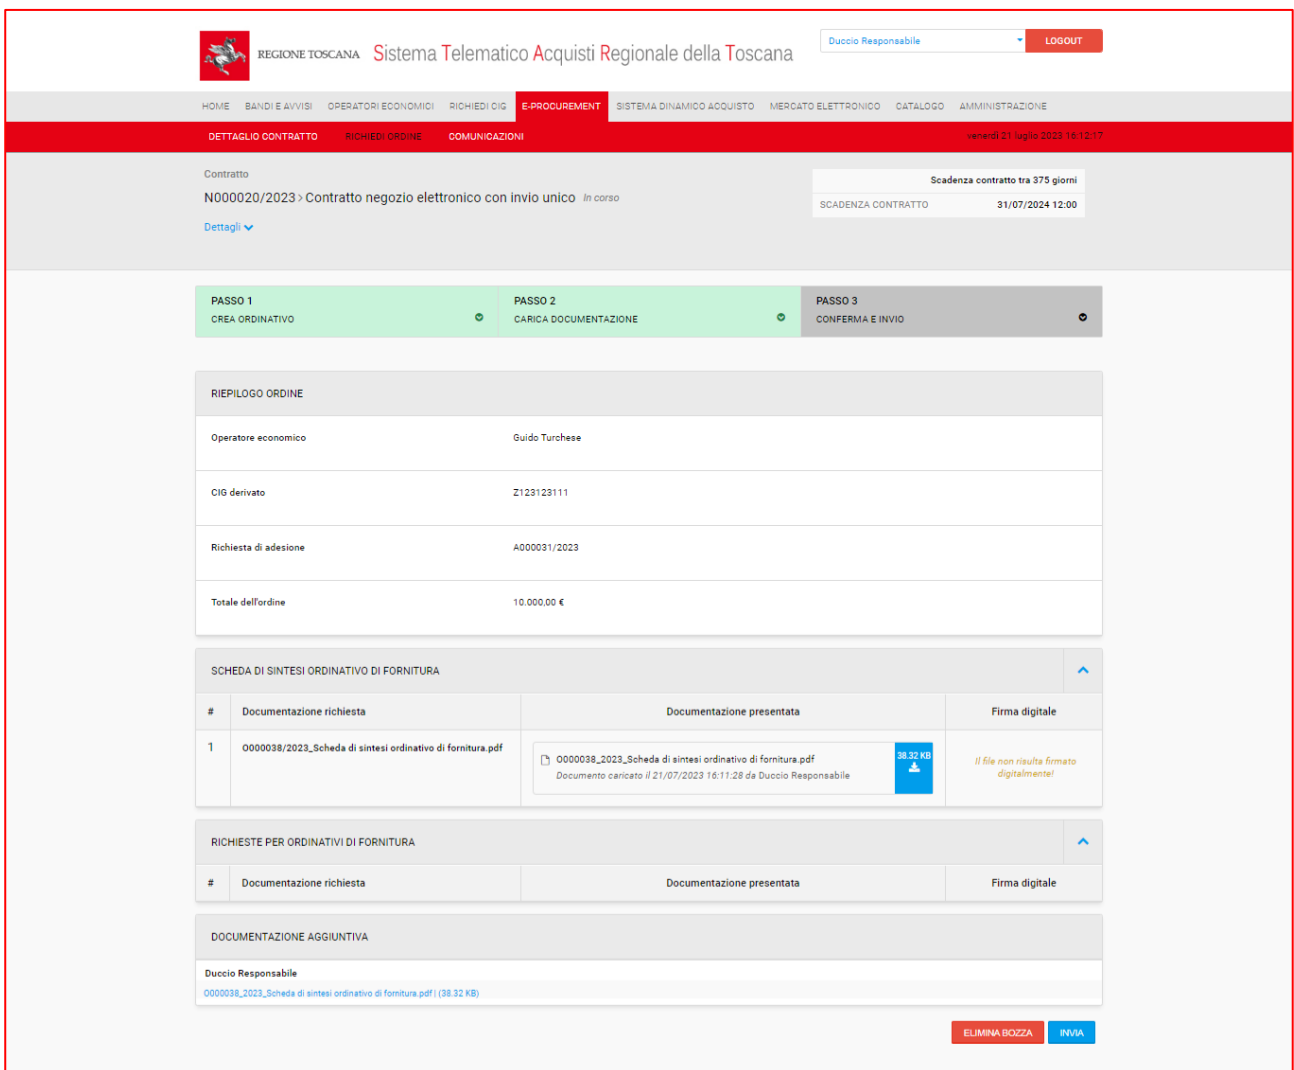 REGIONE TOSCANA Sistema Telematico Acquisti Regionale della Toscana
Duccio Responsabile
LOGOUT
HOME BANDI E AVVISI OPERATORI ECONOMICI RICHIEDI CIG E-PROCUREMENT SISTEMA DINAMICO ACQUISTO MERCATO ELETTRONICO CATALOGO AMMINISTRAZIONE
DETTAGLIO CONTRATTO RICHIEDI ORDINE COMUNICAZIONI venerdì 21 luglio 2023 16:12:17
Contratto
N000020/2023 > Contratto negozio elettronico con invio unico In corso
Dettagli
Scadenza contratto tra 375 giorni
SCADENZA CONTRATTO 31/07/2024 12:00
PASSO 1
CREA ORDINATIVO
PASSO 2
CARICA DOCUMENTAZIONE
PASSO 3
CONFERMA E INVIO
RIEPILOGO ORDINE
Operatore economico Guido Turchese
CIG derivato Z123123111
Richiesta di adesione A000031/2023
Totale dell'ordine 10.000,00 €
SCHEDA DI SINTESI ORDINATIVO DI FORNITURA
# Documentazione richiesta Documentazione presentata Firma digitale
1 O000038/2023_Scheda di sintesi ordinativo di fornitura.pdf
O000038_2023_Scheda di sintesi ordinativo di fornitura.pdf
Documento caricato il 21/07/2023 16:11:28 da Duccio Responsabile
38.32 KB
Il file non risulta firmato
digitalmente!
RICHIESTE PER ORDINATIVI DI FORNITURA
# Documentazione richiesta Documentazione presentata Firma digitale
DOCUMENTAZIONE AGGIUNTIVA
Duccio Responsabile
O000038_2023_Scheda di sintesi ordinativo di fornitura.pdf | (38.32 KB)
ELIMINA BOZZA INVIA